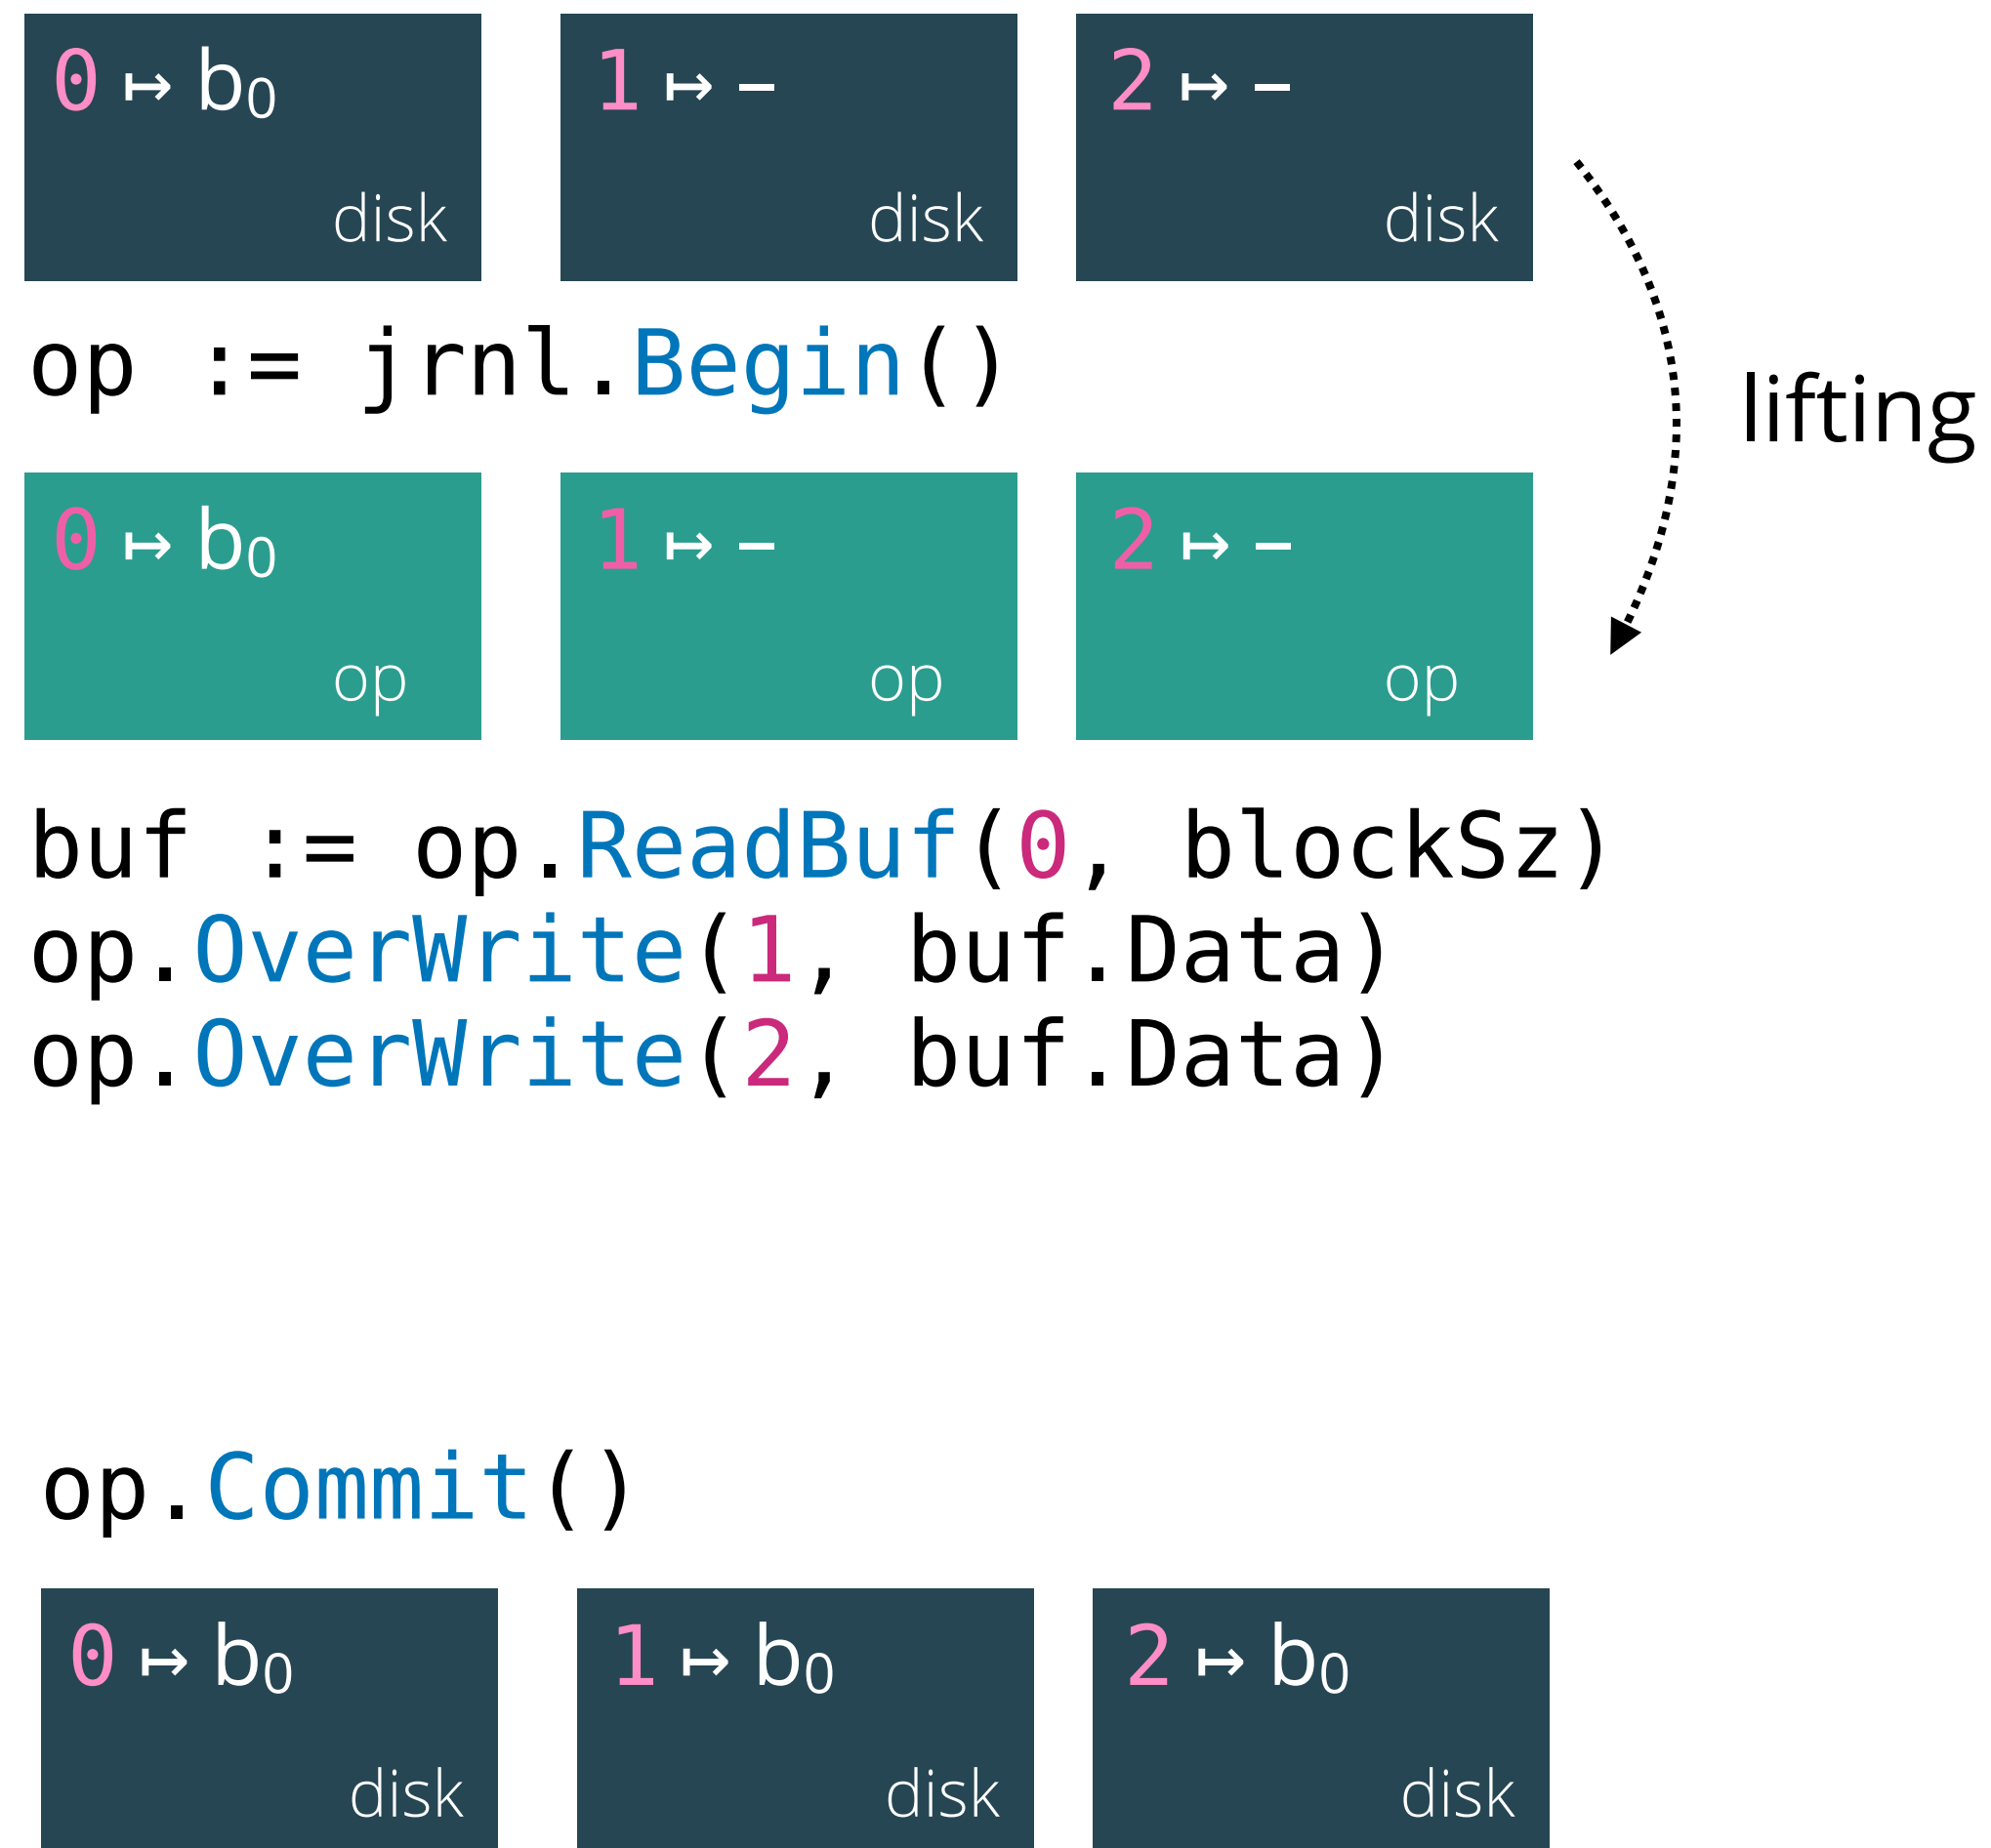 0 ↦ b₀ 1 ↦ – 2 ↦ –
disk disk disk
op := jrnl.Begin()
lifting
0 ↦ b₀ 1 ↦ – 2 ↦ –
op op op
buf := op.ReadBuf(0, blockSz)
op.OverWrite(1, buf.Data)
op.OverWrite(2, buf.Data)
op.Commit()
0 ↦ b₀ 1 ↦ b₀ 2 ↦ b₀
disk disk disk